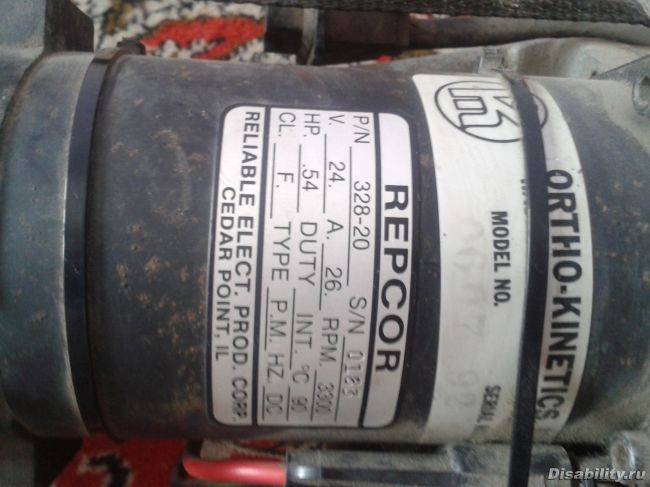 REPCOR
P/N 328-20 S/N 0183
V. 24. A. 26. RPM. 3300
HP. .54 DUTY INT. °C 90
CL. F. TYPE P.M. HZ. DC
RELIABLE ELECT. PROD. CORP.
CEDAR POINT, IL
ORTHO-KINETICS
MODEL NO.
SERIAL
Disability.ru